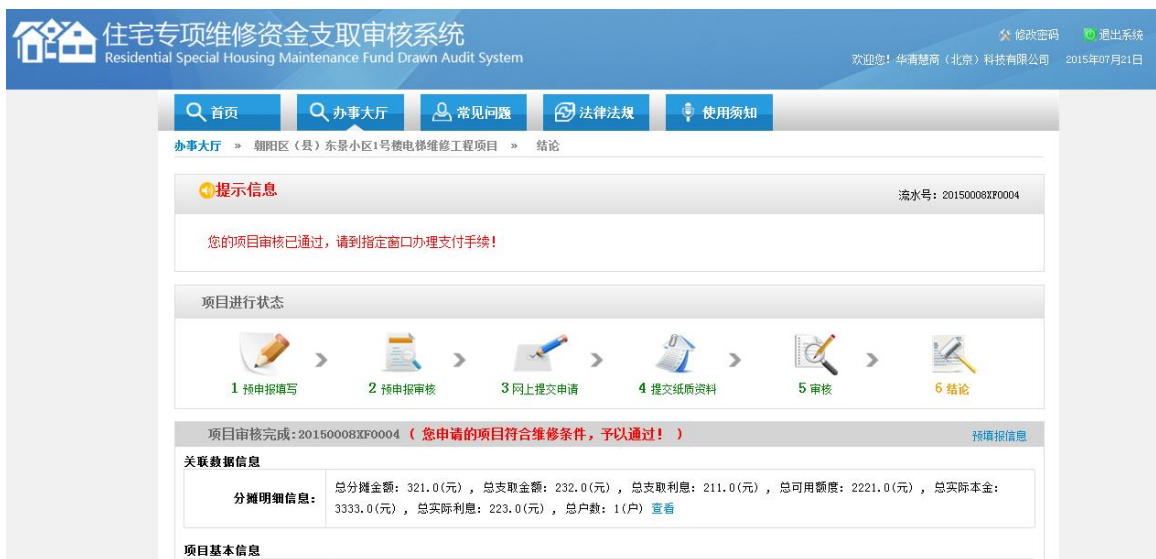 住宅专项维修资金支取审核系统
Residential Special Housing Maintenance Fund Drawn Audit System
修改密码 退出系统
欢迎您！华清慧商（北京）科技有限公司 2015年07月21日
首页 办事大厅 常见问题 法律法规 使用须知
办事大厅 » 朝阳区（县）东景小区1号楼电梯维修工程项目 » 结论
提示信息
流水号：20150008XF0004
您的项目审核已通过，请到指定窗口办理支付手续！
项目进行状态
1 预申报填写 2 预申报审核 3 网上提交申请 4 提交纸质资料 5 审核 6 结论
项目审核完成:20150008XF0004 （ 您申请的项目符合维修条件，予以通过！ ） 预填报信息
关联数据信息
分摊明细信息： 总分摊金额：321.0(元) ，总支取金额：232.0(元) ，总支取利息：211.0(元) ，总可用额度：2221.0(元) ，总实际本金：
3333.0(元) ，总实际利息：223.0(元) ，总户数：1(户) 查看
项目基本信息